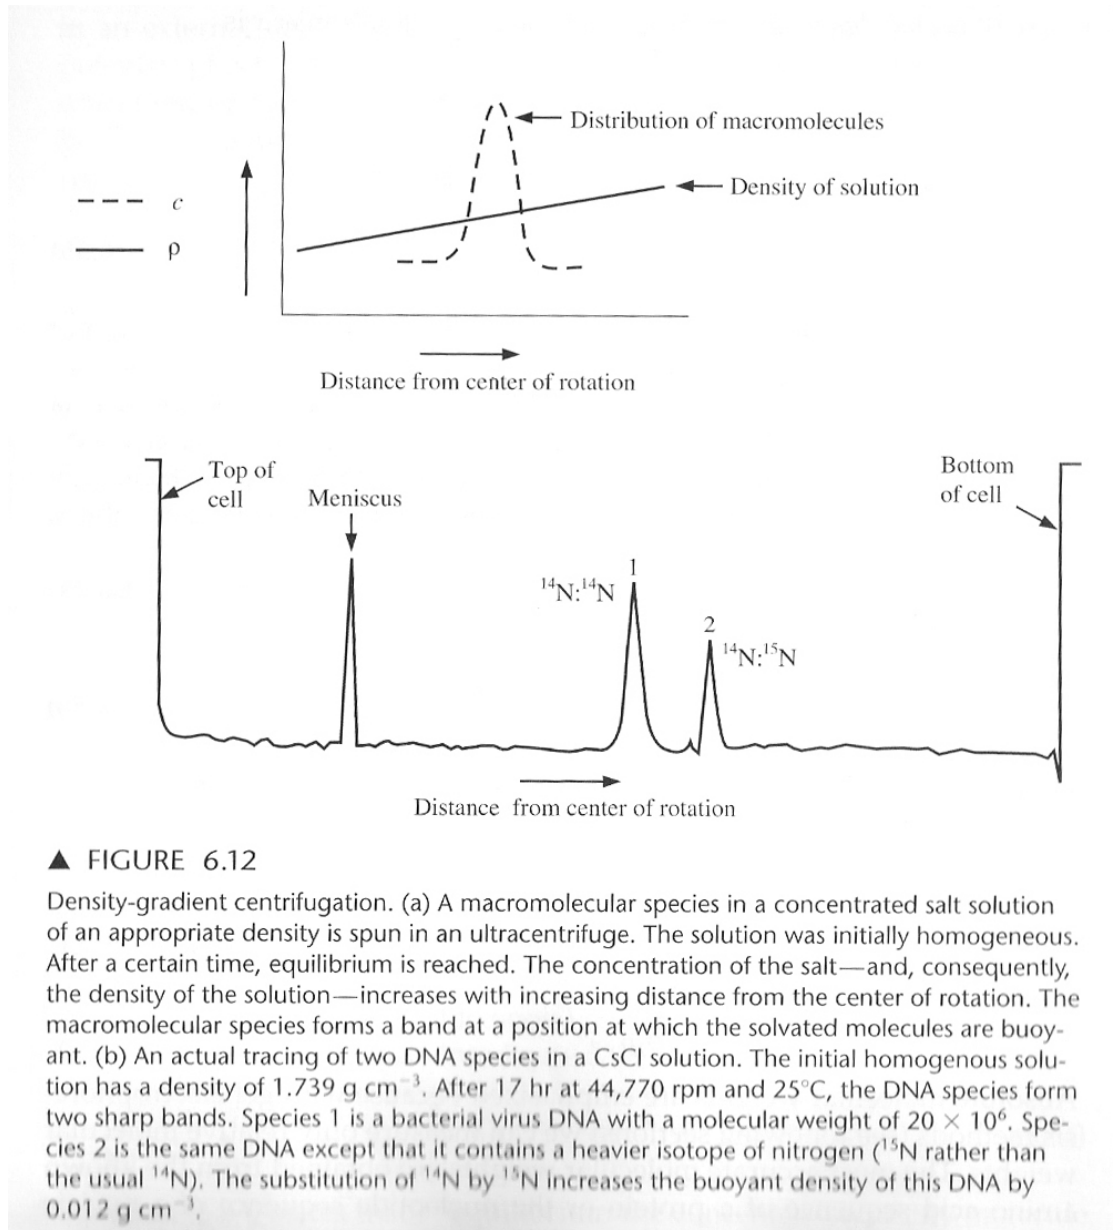 Distribution of macromolecules
Density of solution
c
ρ
Distance from center of rotation
Top of
cell
Meniscus
Bottom
of cell
1
¹⁴N:¹⁴N
2
¹⁴N:¹⁵N
Distance from center of rotation
▲ FIGURE 6.12
Density-gradient centrifugation. (a) A macromolecular species in a concentrated salt solution
of an appropriate density is spun in an ultracentrifuge. The solution was initially homogeneous.
After a certain time, equilibrium is reached. The concentration of the salt—and, consequently,
the density of the solution—increases with increasing distance from the center of rotation. The
macromolecular species forms a band at a position at which the solvated molecules are buoy-
ant. (b) An actual tracing of two DNA species in a CsCl solution. The initial homogenous solu-
tion has a density of 1.739 g cm⁻³. After 17 hr at 44,770 rpm and 25°C, the DNA species form
two sharp bands. Species 1 is a bacterial virus DNA with a molecular weight of 20 × 10⁶. Spe-
cies 2 is the same DNA except that it contains a heavier isotope of nitrogen (¹⁵N rather than
the usual ¹⁴N). The substitution of ¹⁴N by ¹⁵N increases the buoyant density of this DNA by
0.012 g cm⁻³.